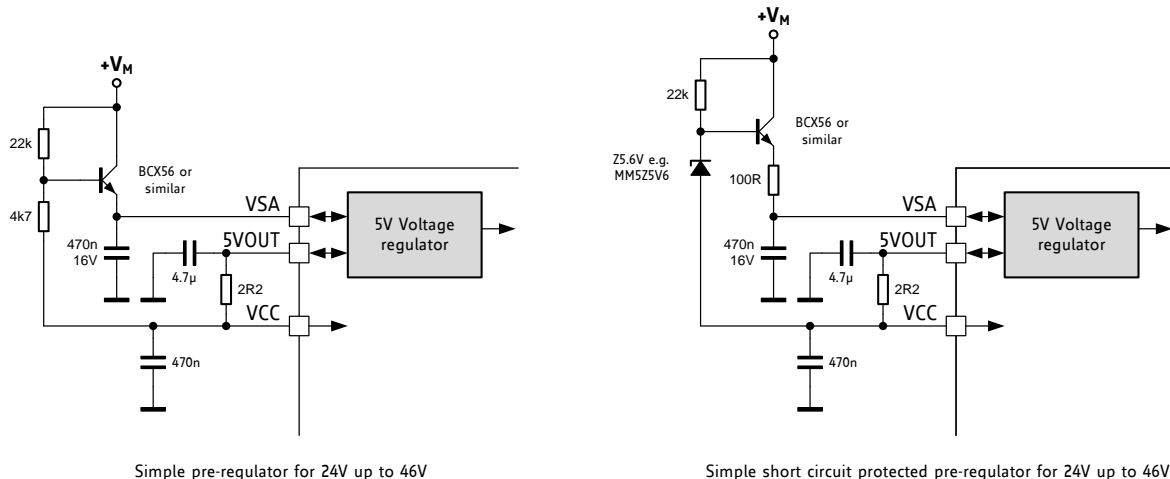 +VM
22k
BCX56 or
similar
4k7
VSA
470n
16V
5VOUT
4.7µ
2R2
VCC
470n
5V Voltage
regulator
Simple pre-regulator for 24V up to 46V
+VM
22k
BCX56 or
similar
Z5.6V e.g.
MM5Z5V6
100R
VSA
470n
16V
5VOUT
4.7µ
2R2
VCC
470n
5V Voltage
regulator
Simple short circuit protected pre-regulator for 24V up to 46V